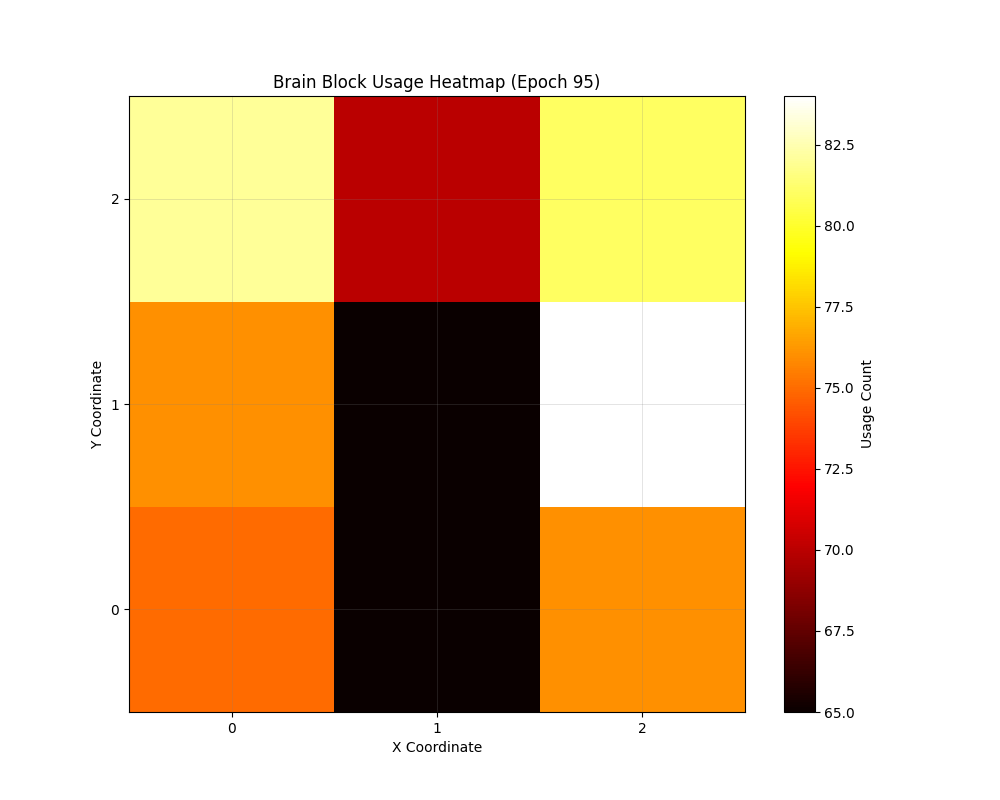 Brain Block Usage Heatmap (Epoch 95)
82.5
2
80.0
77.5
Y Coordinate
1
75.0
Usage Count
72.5
70.0
0
67.5
65.0
0 1 2
X Coordinate